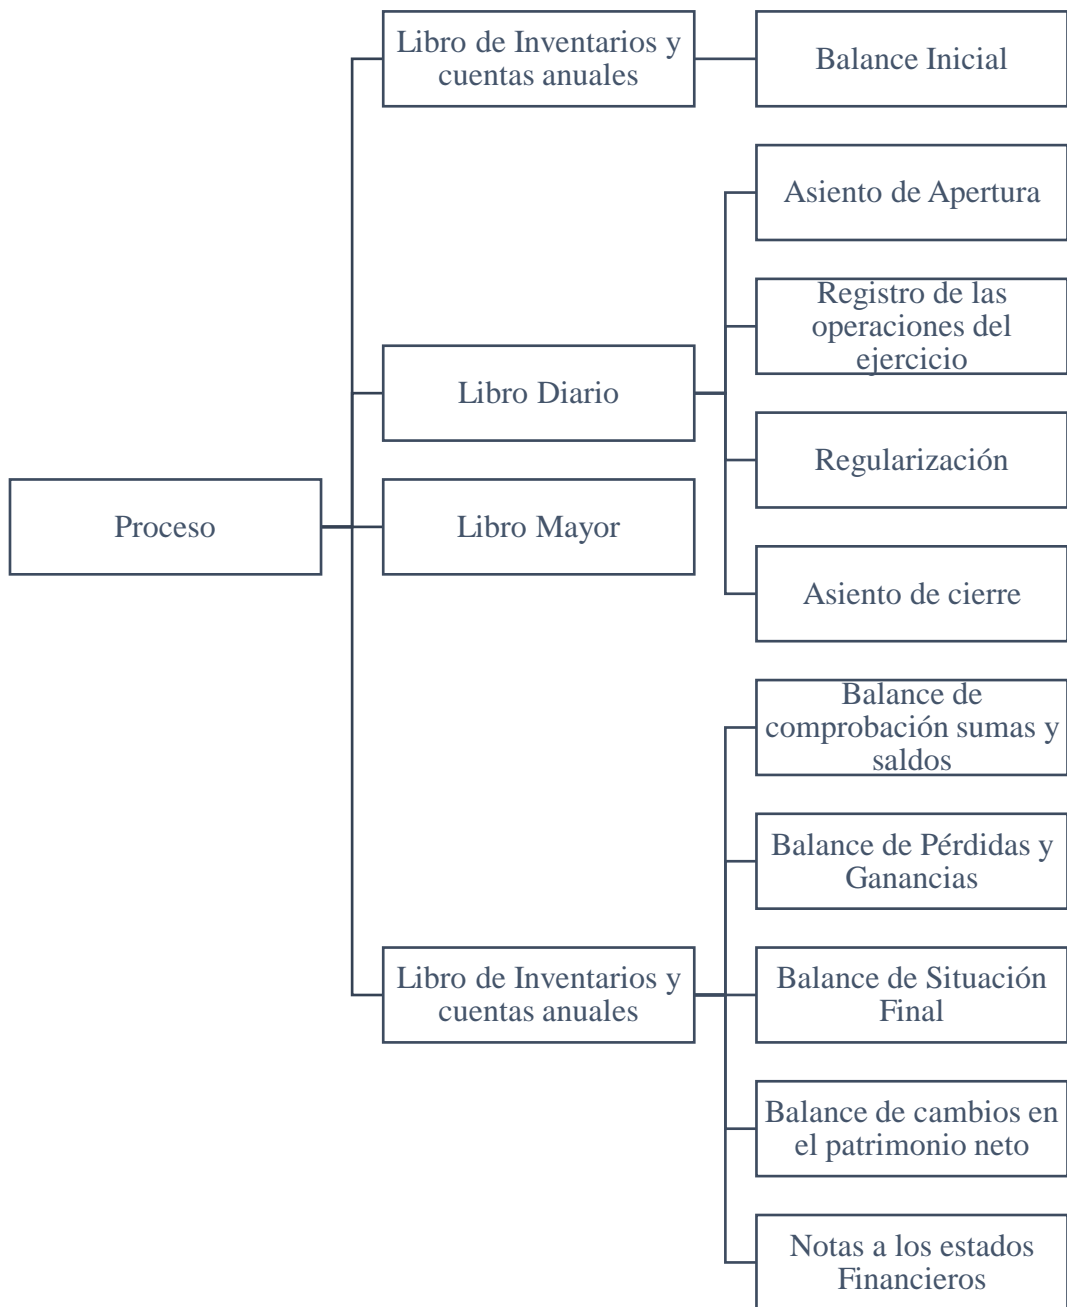 Proceso
Libro de Inventarios y
cuentas anuales
Balance Inicial
Libro Diario
Asiento de Apertura
Registro de las
operaciones del
ejercicio
Regularización
Asiento de cierre
Libro Mayor
Libro de Inventarios y
cuentas anuales
Balance de
comprobación sumas y
saldos
Balance de Pérdidas y
Ganancias
Balance de Situación
Final
Balance de cambios en
el patrimonio neto
Notas a los estados
Financieros